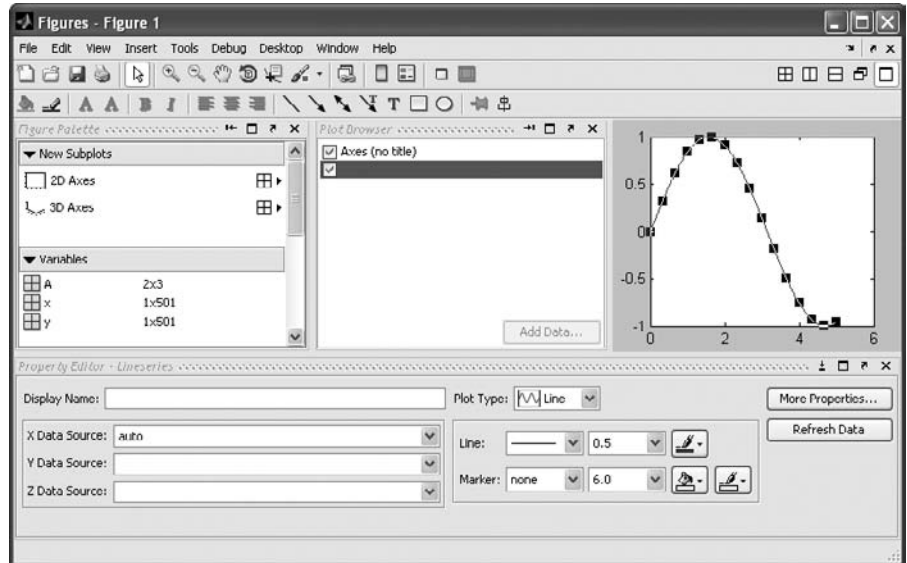 Figures - Figure 1
File Edit View Insert Tools Debug Desktop Window Help
A A B I T
Figure Palette
Plot Browser
New Subplots
2D Axes
3D Axes
Variables
A 2x3
x 1x501
y 1x501
Axes (no title)
Add Data...
1
0.5
0
-0.5
-1
0 2 4 6
Property Editor - Lineseries
Display Name:
Plot Type: Line
More Properties...
X Data Source: auto
Line: 0.5
Refresh Data
Y Data Source:
Marker: none 6.0
Z Data Source: